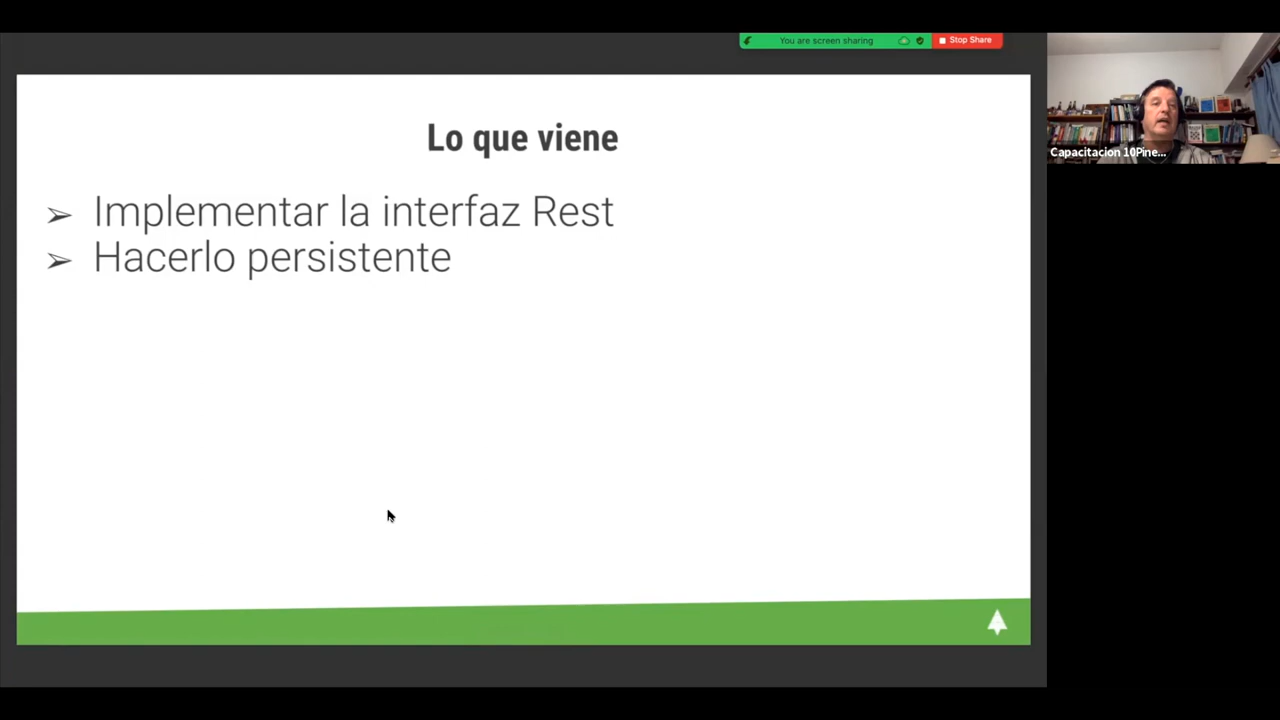 You are screen sharing
Stop Share
Lo que viene
➢ Implementar la interfaz Rest
➢ Hacerlo persistente
Capacitacion 10Pine...